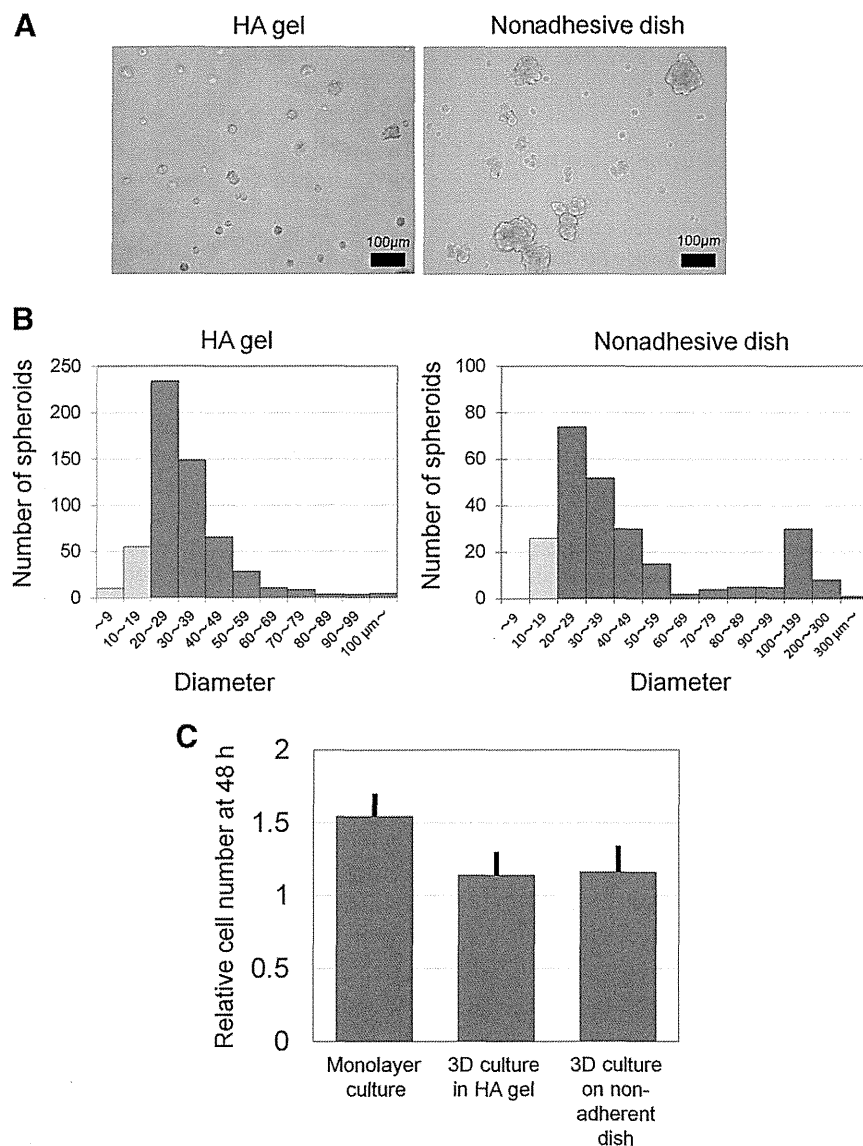 A
HA gel
Nonadhesive dish
100µm
100µm
B
HA gel
Nonadhesive dish
Number of spheroids
250
200
150
100
50
0
~9
10~19
20~29
30~39
40~49
50~59
60~69
70~79
80~89
90~99
100 µm~
Diameter
Number of spheroids
100
80
60
40
20
0
~9
10~19
20~29
30~39
40~49
50~59
60~69
70~79
80~89
90~99
100~199
200~300
300 µm~
Diameter
C
Relative cell number at 48 h
2
1.5
1
0.5
0
Monolayer
culture
3D culture
in HA gel
3D culture
on non-
adherent
dish